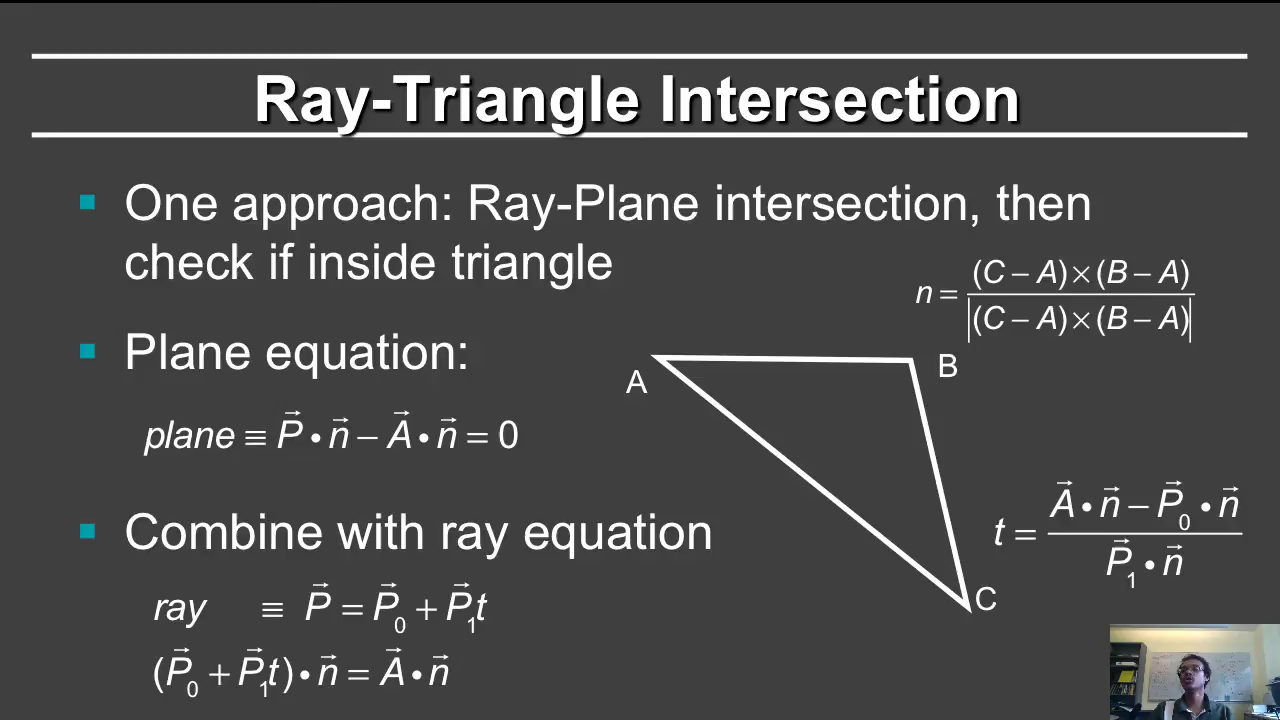 Ray-Triangle Intersection
▪ One approach: Ray-Plane intersection, then
check if inside triangle
n = (C − A)×(B − A) / |(C − A)×(B − A)|
▪ Plane equation:
A
B
plane ≡ P⃗ • n⃗ − A⃗ • n⃗ = 0
▪ Combine with ray equation
t = (A⃗ • n⃗ − P⃗₀ • n⃗) / (P⃗₁ • n⃗)
C
ray ≡ P⃗ = P⃗₀ + P⃗₁t
(P⃗₀ + P⃗₁t) • n⃗ = A⃗ • n⃗